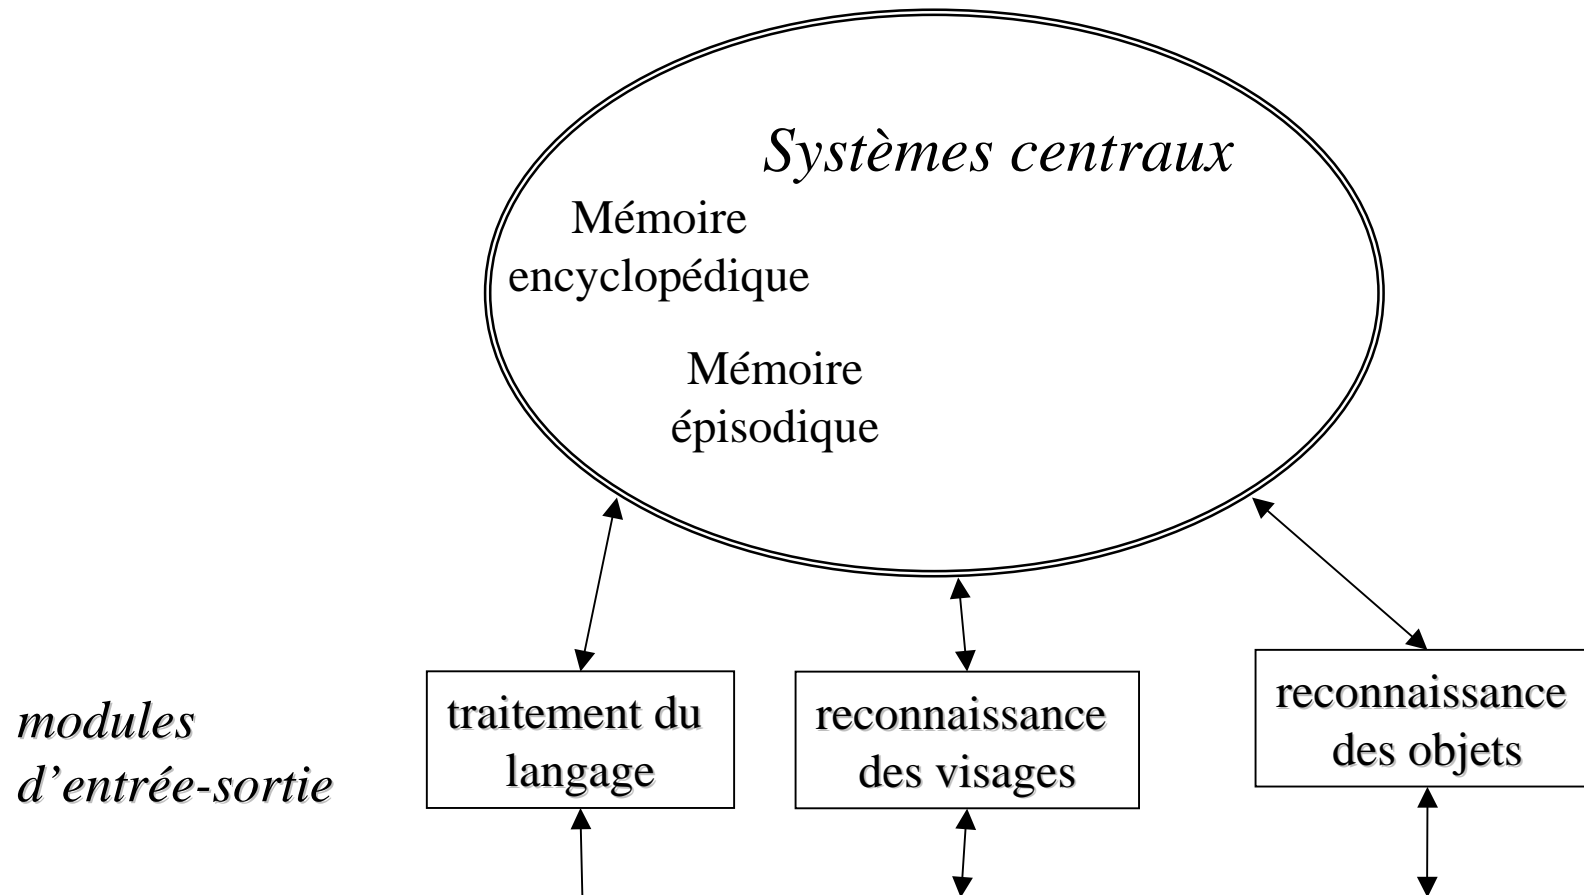 Systèmes centraux
Mémoire
encyclopédique
Mémoire
épisodique
modules
d’entrée-sortie
traitement du
langage
reconnaissance
des visages
reconnaissance
des objets